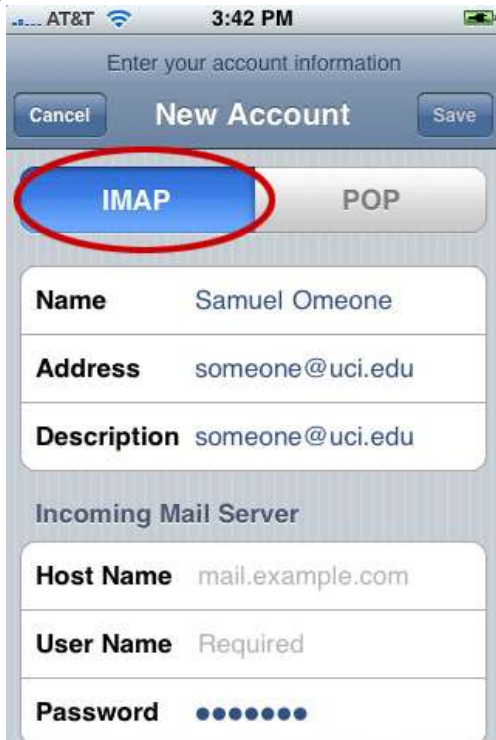 AT&T 3:42 PM
Enter your account information
Cancel New Account Save
IMAP POP
Name Samuel Omeone
Address someone@uci.edu
Description someone@uci.edu
Incoming Mail Server
Host Name mail.example.com
User Name Required
Password •••••••